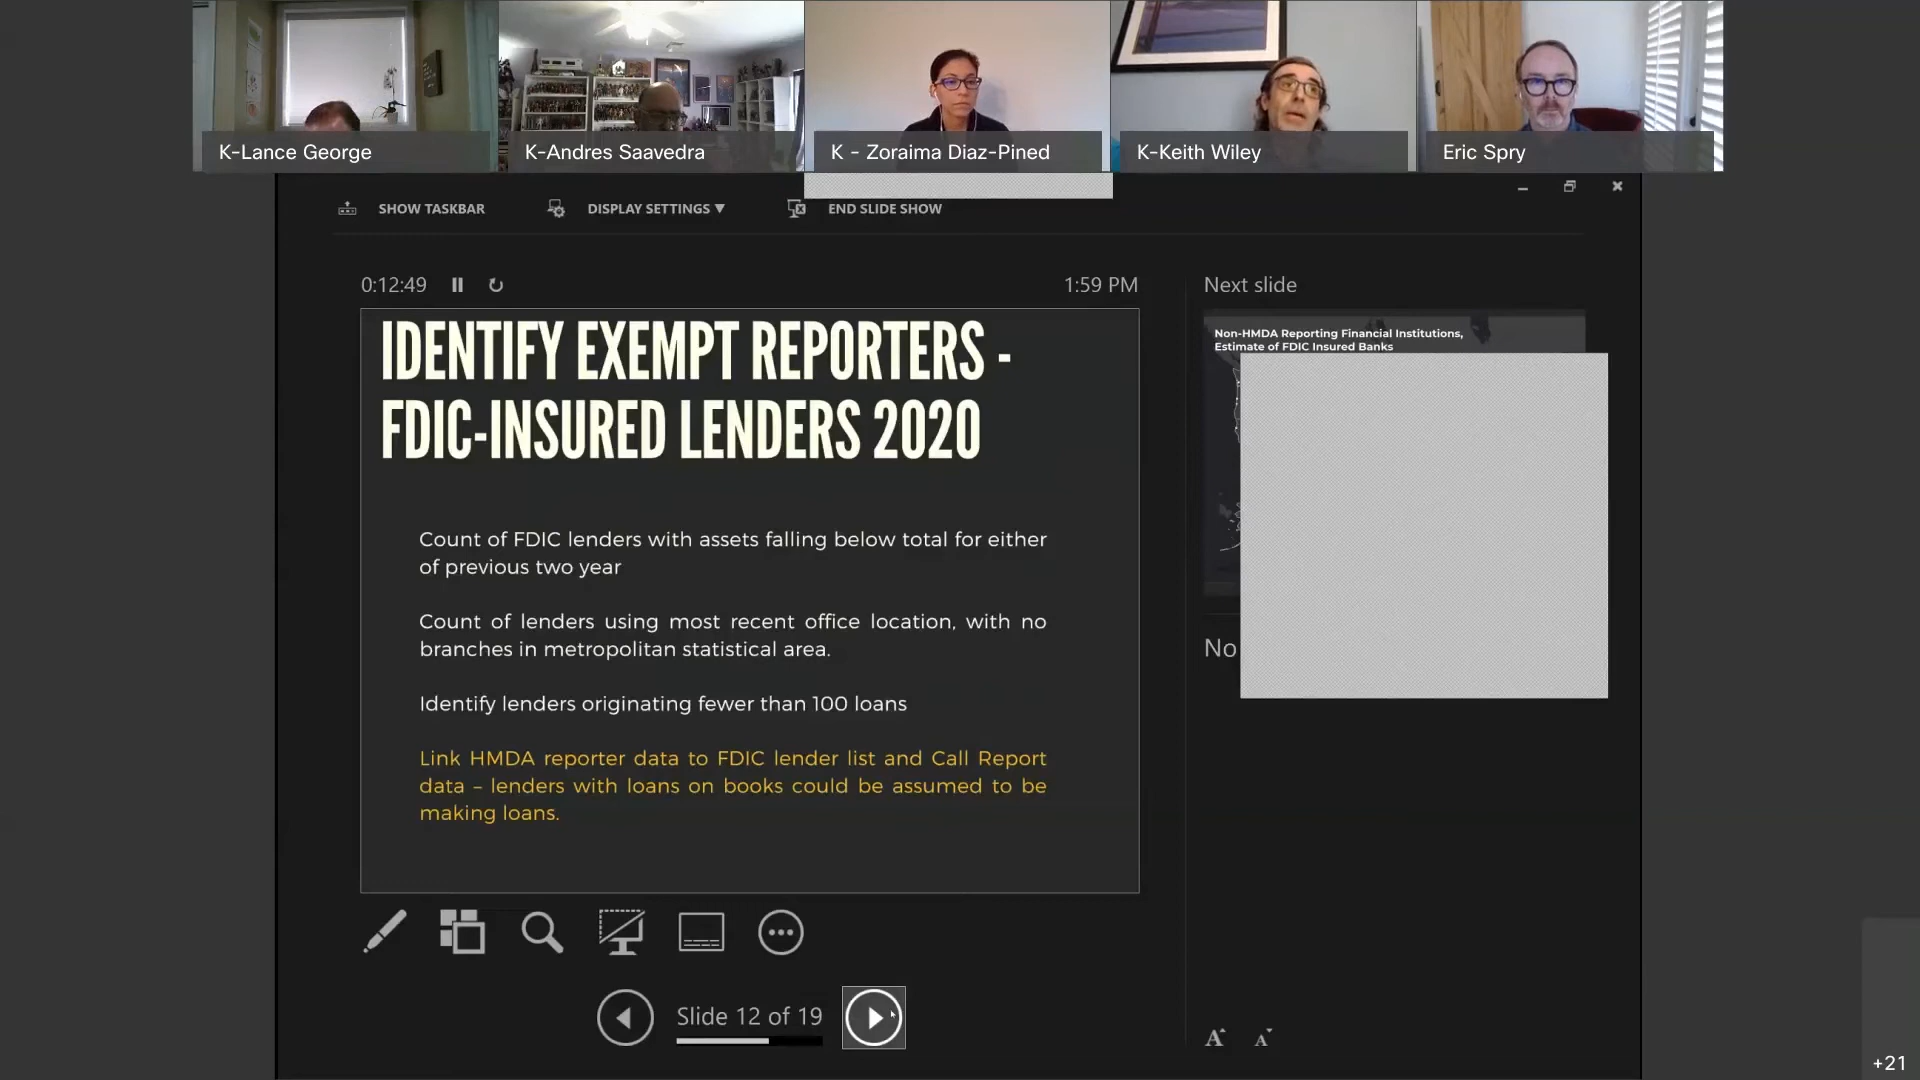 K-Lance George
K-Andres Saavedra
K - Zoraima Diaz-Pined
K-Keith Wiley
Eric Spry
SHOW TASKBAR
DISPLAY SETTINGS ▼
END SLIDE SHOW
0:12:49
1:59 PM
Next slide
IDENTIFY EXEMPT REPORTERS -
FDIC-INSURED LENDERS 2020
Count of FDIC lenders with assets falling below total for either
of previous two year
Count of lenders using most recent office location, with no
branches in metropolitan statistical area.
Identify lenders originating fewer than 100 loans
Link HMDA reporter data to FDIC lender list and Call Report
data – lenders with loans on books could be assumed to be
making loans.
Non-HMDA Reporting Financial Institutions,
Estimate of FDIC Insured Banks
No
Slide 12 of 19
A A
+21